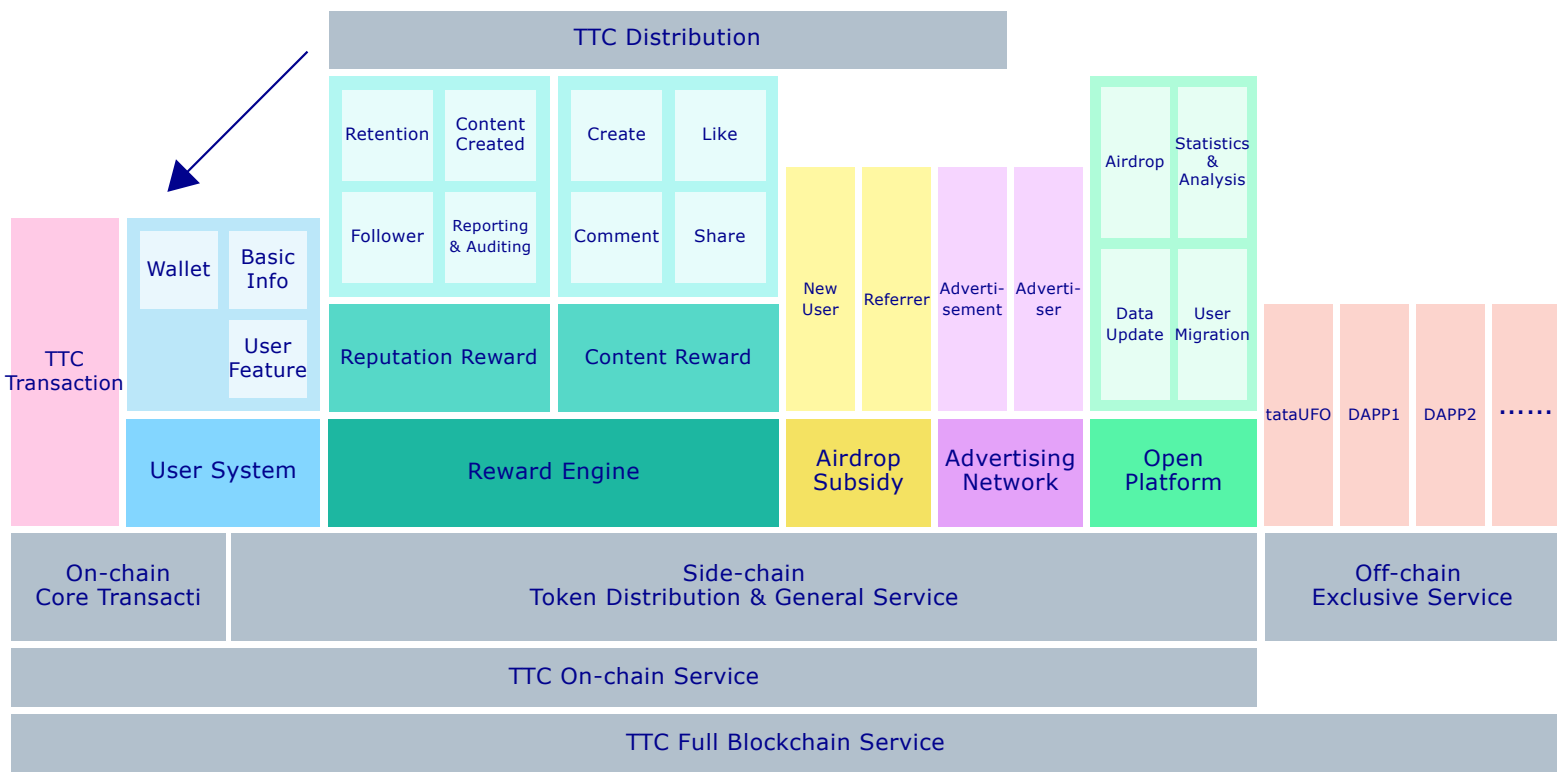 TTC Distribution
Retention
Content
Created
Follower
Reporting
& Auditing
Create
Like
Comment
Share
Airdrop
Statistics
&
Analysis
Data
Update
User
Migration
Wallet
Basic
Info
User
Feature
New
User
Referrer
Adverti-
sement
Adverti-
ser
TTC
Transaction
Reputation Reward
Content Reward
tataUFO
DAPP1
DAPP2
······
User System
Reward Engine
Airdrop
Subsidy
Advertising
Network
Open
Platform
On-chain
Core Transacti
Side-chain
Token Distribution & General Service
Off-chain
Exclusive Service
TTC On-chain Service
TTC Full Blockchain Service